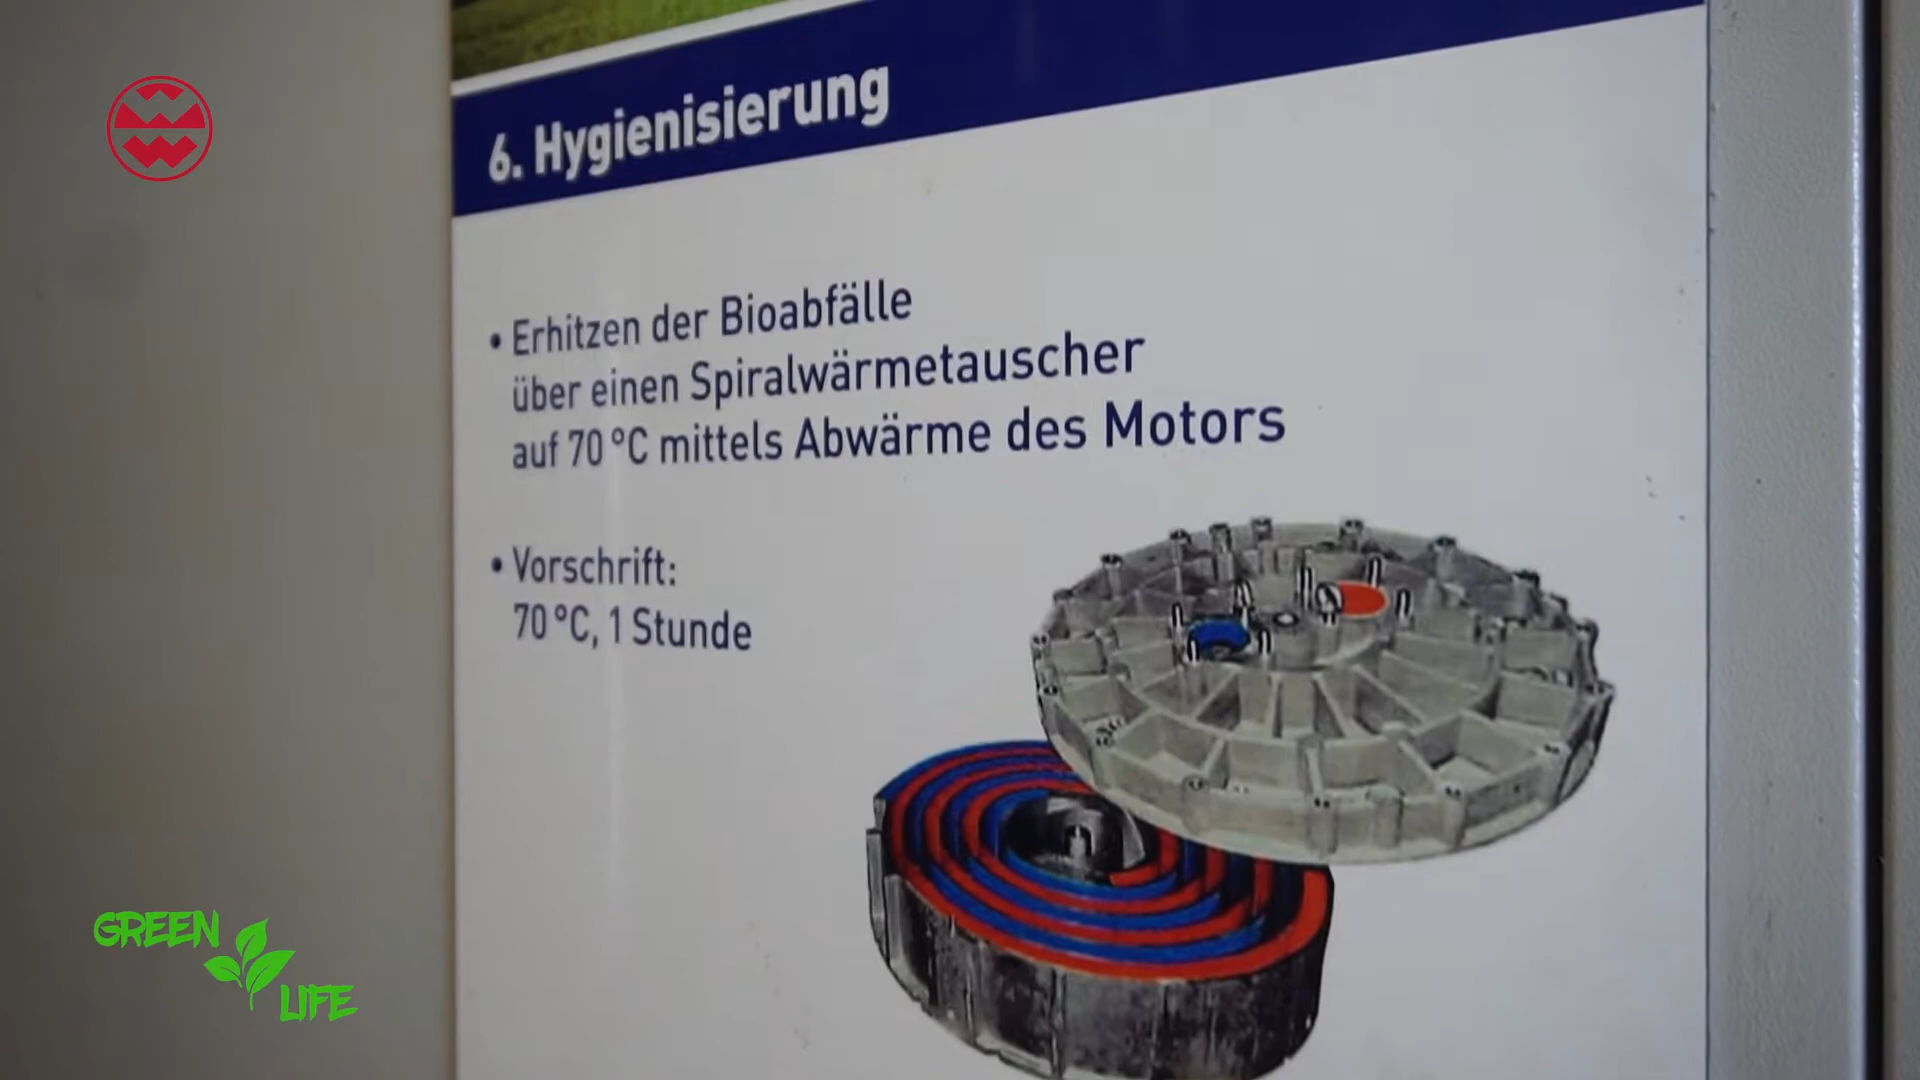 6. Hygienisierung
• Erhitzen der Bioabfälle
über einen Spiralwärmetauscher
auf 70 °C mittels Abwärme des Motors
• Vorschrift:
70 °C, 1 Stunde
GREEN
LIFE